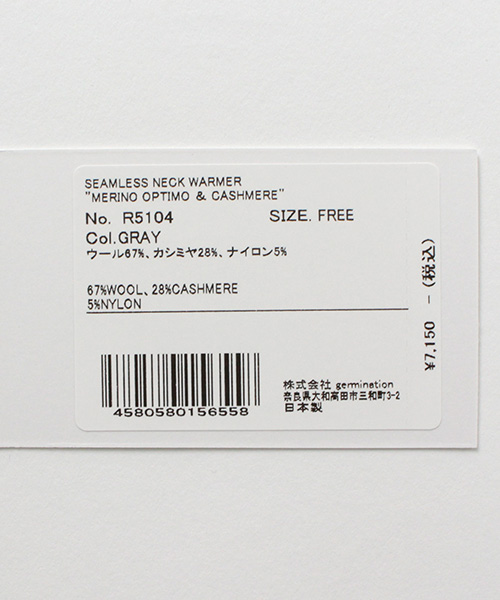 SEAMLESS NECK WARMER
"MERINO OPTIMO & CASHMERE"
No. R5104 SIZE. FREE
Col.GRAY
ウール67%、カシミヤ28%、ナイロン5%
67%WOOL、28%CASHMERE
5%NYLON
4580580156558
株式会社 germination
奈良県大和高田市三和町3-2
日本製
¥7,150 - (税込)